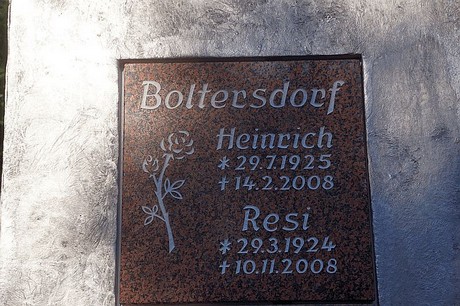 Boltersdorf
Heinrich
* 29.7.1925
† 14.2.2008
Resi
* 29.3.1924
† 10.11.2008